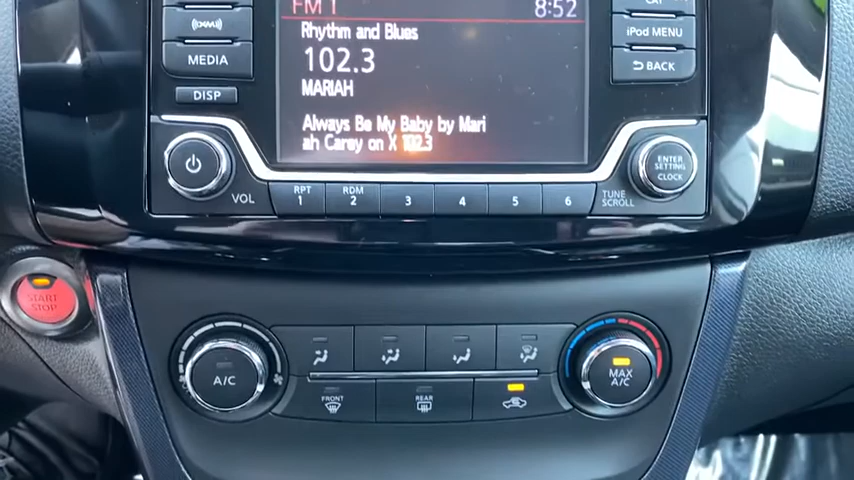 FM 1 8:52
CAT
Rhythm and Blues
iPod MENU
102.3
MEDIA
BACK
MARIAH
DISP
Always Be My Baby by Mari
ah Carey on X 102.3
ENTER
SETTING
CLOCK
VOL
RPT
1
RDM
2
3
4
5
6
TUNE
SCROLL
START
STOP
A/C
FRONT
REAR
MAX
A/C